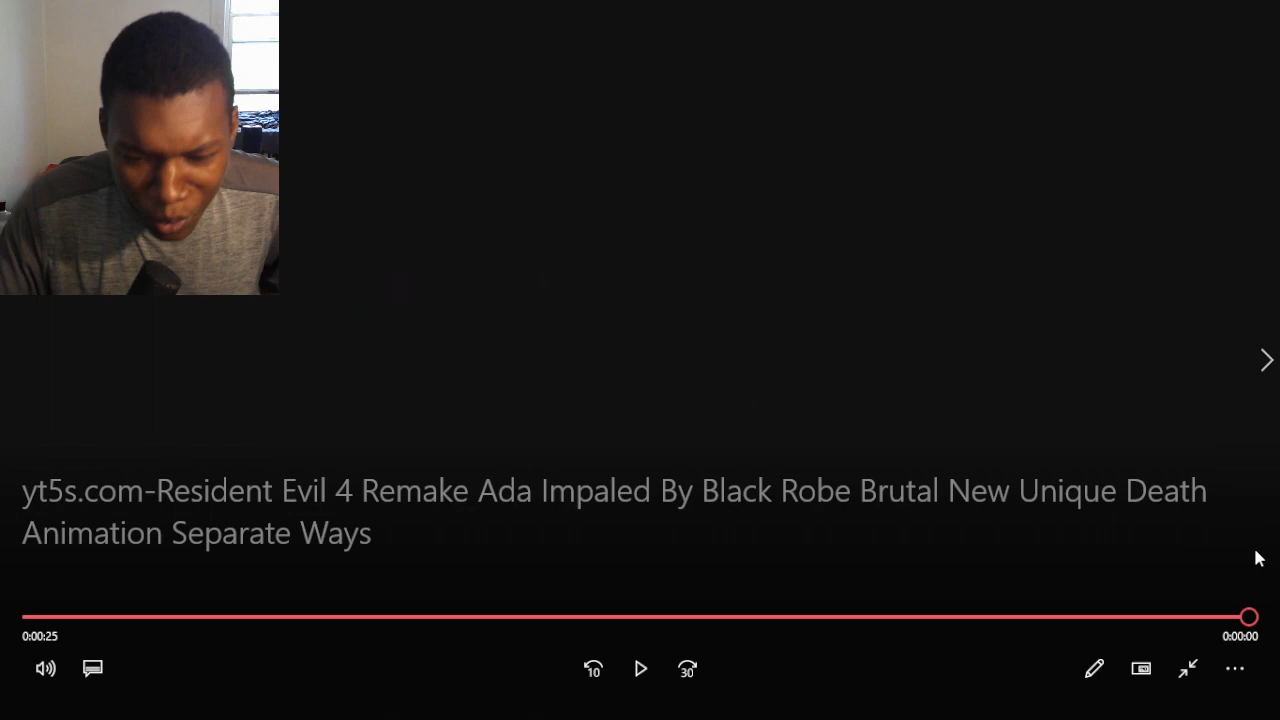 yt5s.com-Resident Evil 4 Remake Ada Impaled By Black Robe Brutal New Unique Death
Animation Separate Ways
0:00:25
0:00:00
10
30